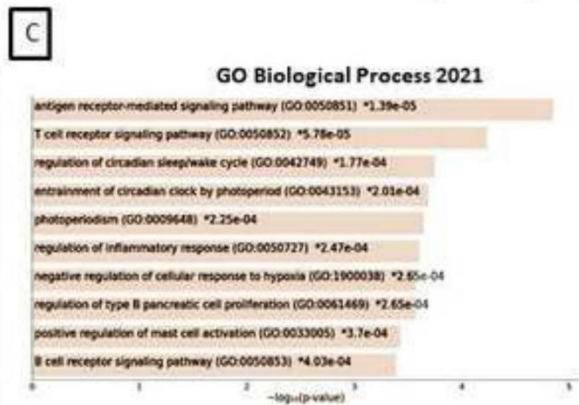 C
GO Biological Process 2021
antigen receptor-mediated signaling pathway (GO:0050851) *1.39e-05
T cell receptor signaling pathway (GO:0050852) *5.78e-05
regulation of circadian sleep/wake cycle (GO:0042749) *1.77e-04
entrainment of circadian clock by photoperiod (GO:0043153) *2.01e-04
photoperiodism (GO:0009648) *2.25e-04
regulation of inflammatory response (GO:0050727) *2.47e-04
negative regulation of cellular response to hypoxia (GO:1900038) *2.65e-04
regulation of type B pancreatic cell proliferation (GO:0061469) *2.65e-04
positive regulation of mast cell activation (GO:0033005) *3.7e-04
B cell receptor signaling pathway (GO:0050853) *4.03e-04
0 1 2 3 4 5
−log₁₀(p-value)